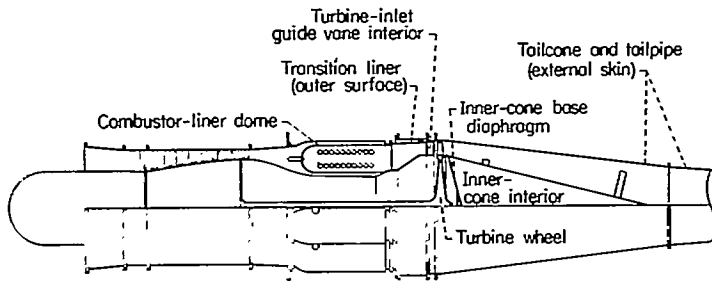 Turbine-inlet
guide vane interior
Tailcone and tailpipe
(external skin)
Transition liner
(outer surface)
Combustor-liner dome
Inner-cone base
diaphragm
Inner-
cone interior
Turbine wheel